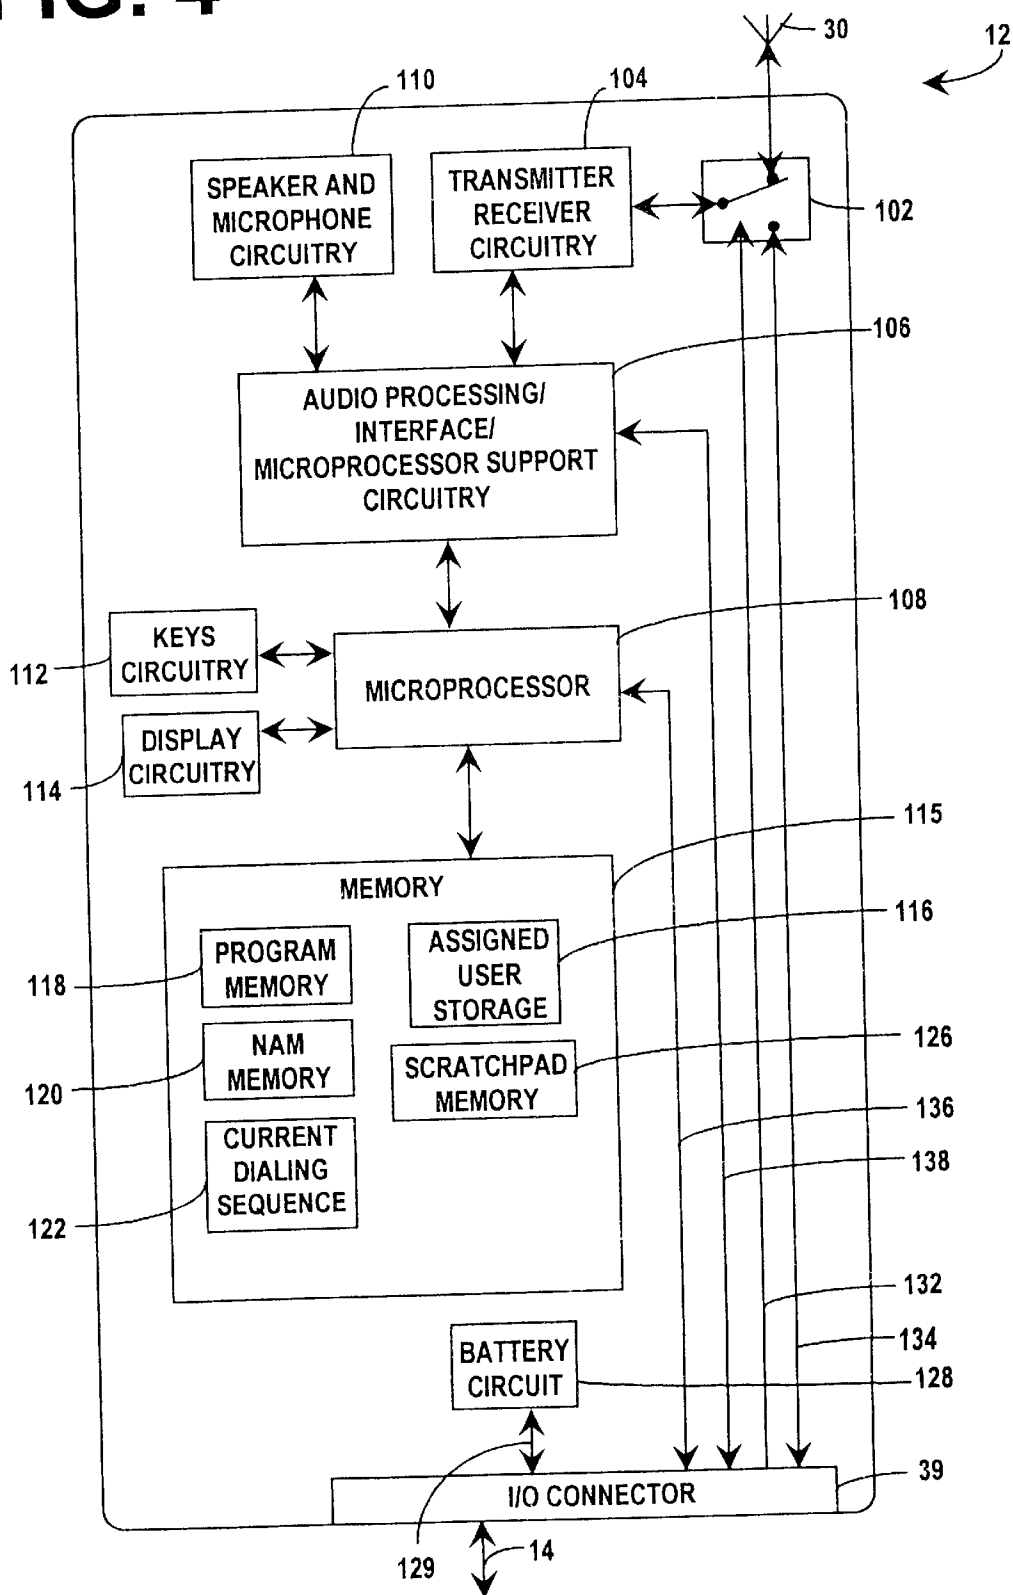 FIG. 4
30
12
110
104
SPEAKER AND
MICROPHONE
CIRCUITRY
TRANSMITTER
RECEIVER
CIRCUITRY
102
106
AUDIO PROCESSING/
INTERFACE/
MICROPROCESSOR SUPPORT
CIRCUITRY
108
KEYS
CIRCUITRY
112
MICROPROCESSOR
DISPLAY
CIRCUITRY
114
115
MEMORY
116
PROGRAM
MEMORY
118
ASSIGNED
USER
STORAGE
126
NAM
MEMORY
120
SCRATCHPAD
MEMORY
136
CURRENT
DIALING
SEQUENCE
122
138
132
134
BATTERY
CIRCUIT
128
39
I/O CONNECTOR
129
14